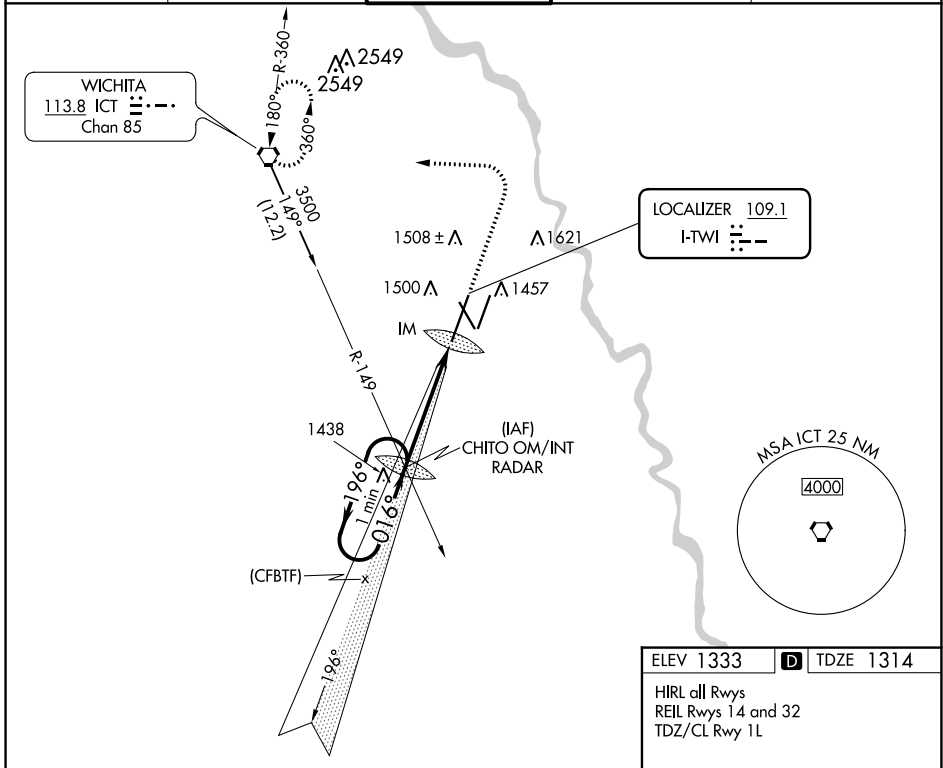 R-360
2549
2549
WICHITA
113.8 ICT
Chan 85
180°
360°
3500
149°
(12.2)
LOCALIZER 109.1
I-TWI
1508 ±
1621
1500
1457
IM
R-149
1438
(IAF)
CHITO OM/INT
RADAR
196°
1 min
016°
MSA ICT 25 NM
4000
(CFBTF)
x
196°
ELEV 1333 D TDZE 1314
HIRL all Rwys
REIL Rwys 14 and 32
TDZ/CL Rwy 1L